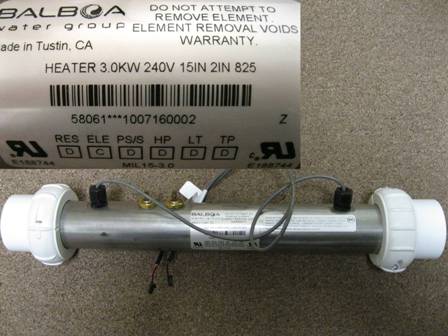 BALBOA
water group
DO NOT ATTEMPT TO
REMOVE ELEMENT.
ELEMENT REMOVAL VOIDS
WARRANTY.
Made in Tustin, CA
HEATER 3.0KW 240V 15IN 2IN 825
58061***1007160002 Z
RES ELE PS/S HP LT TP
D C D D D D
E188744 MIL15-3.0 E188744
BALBOA